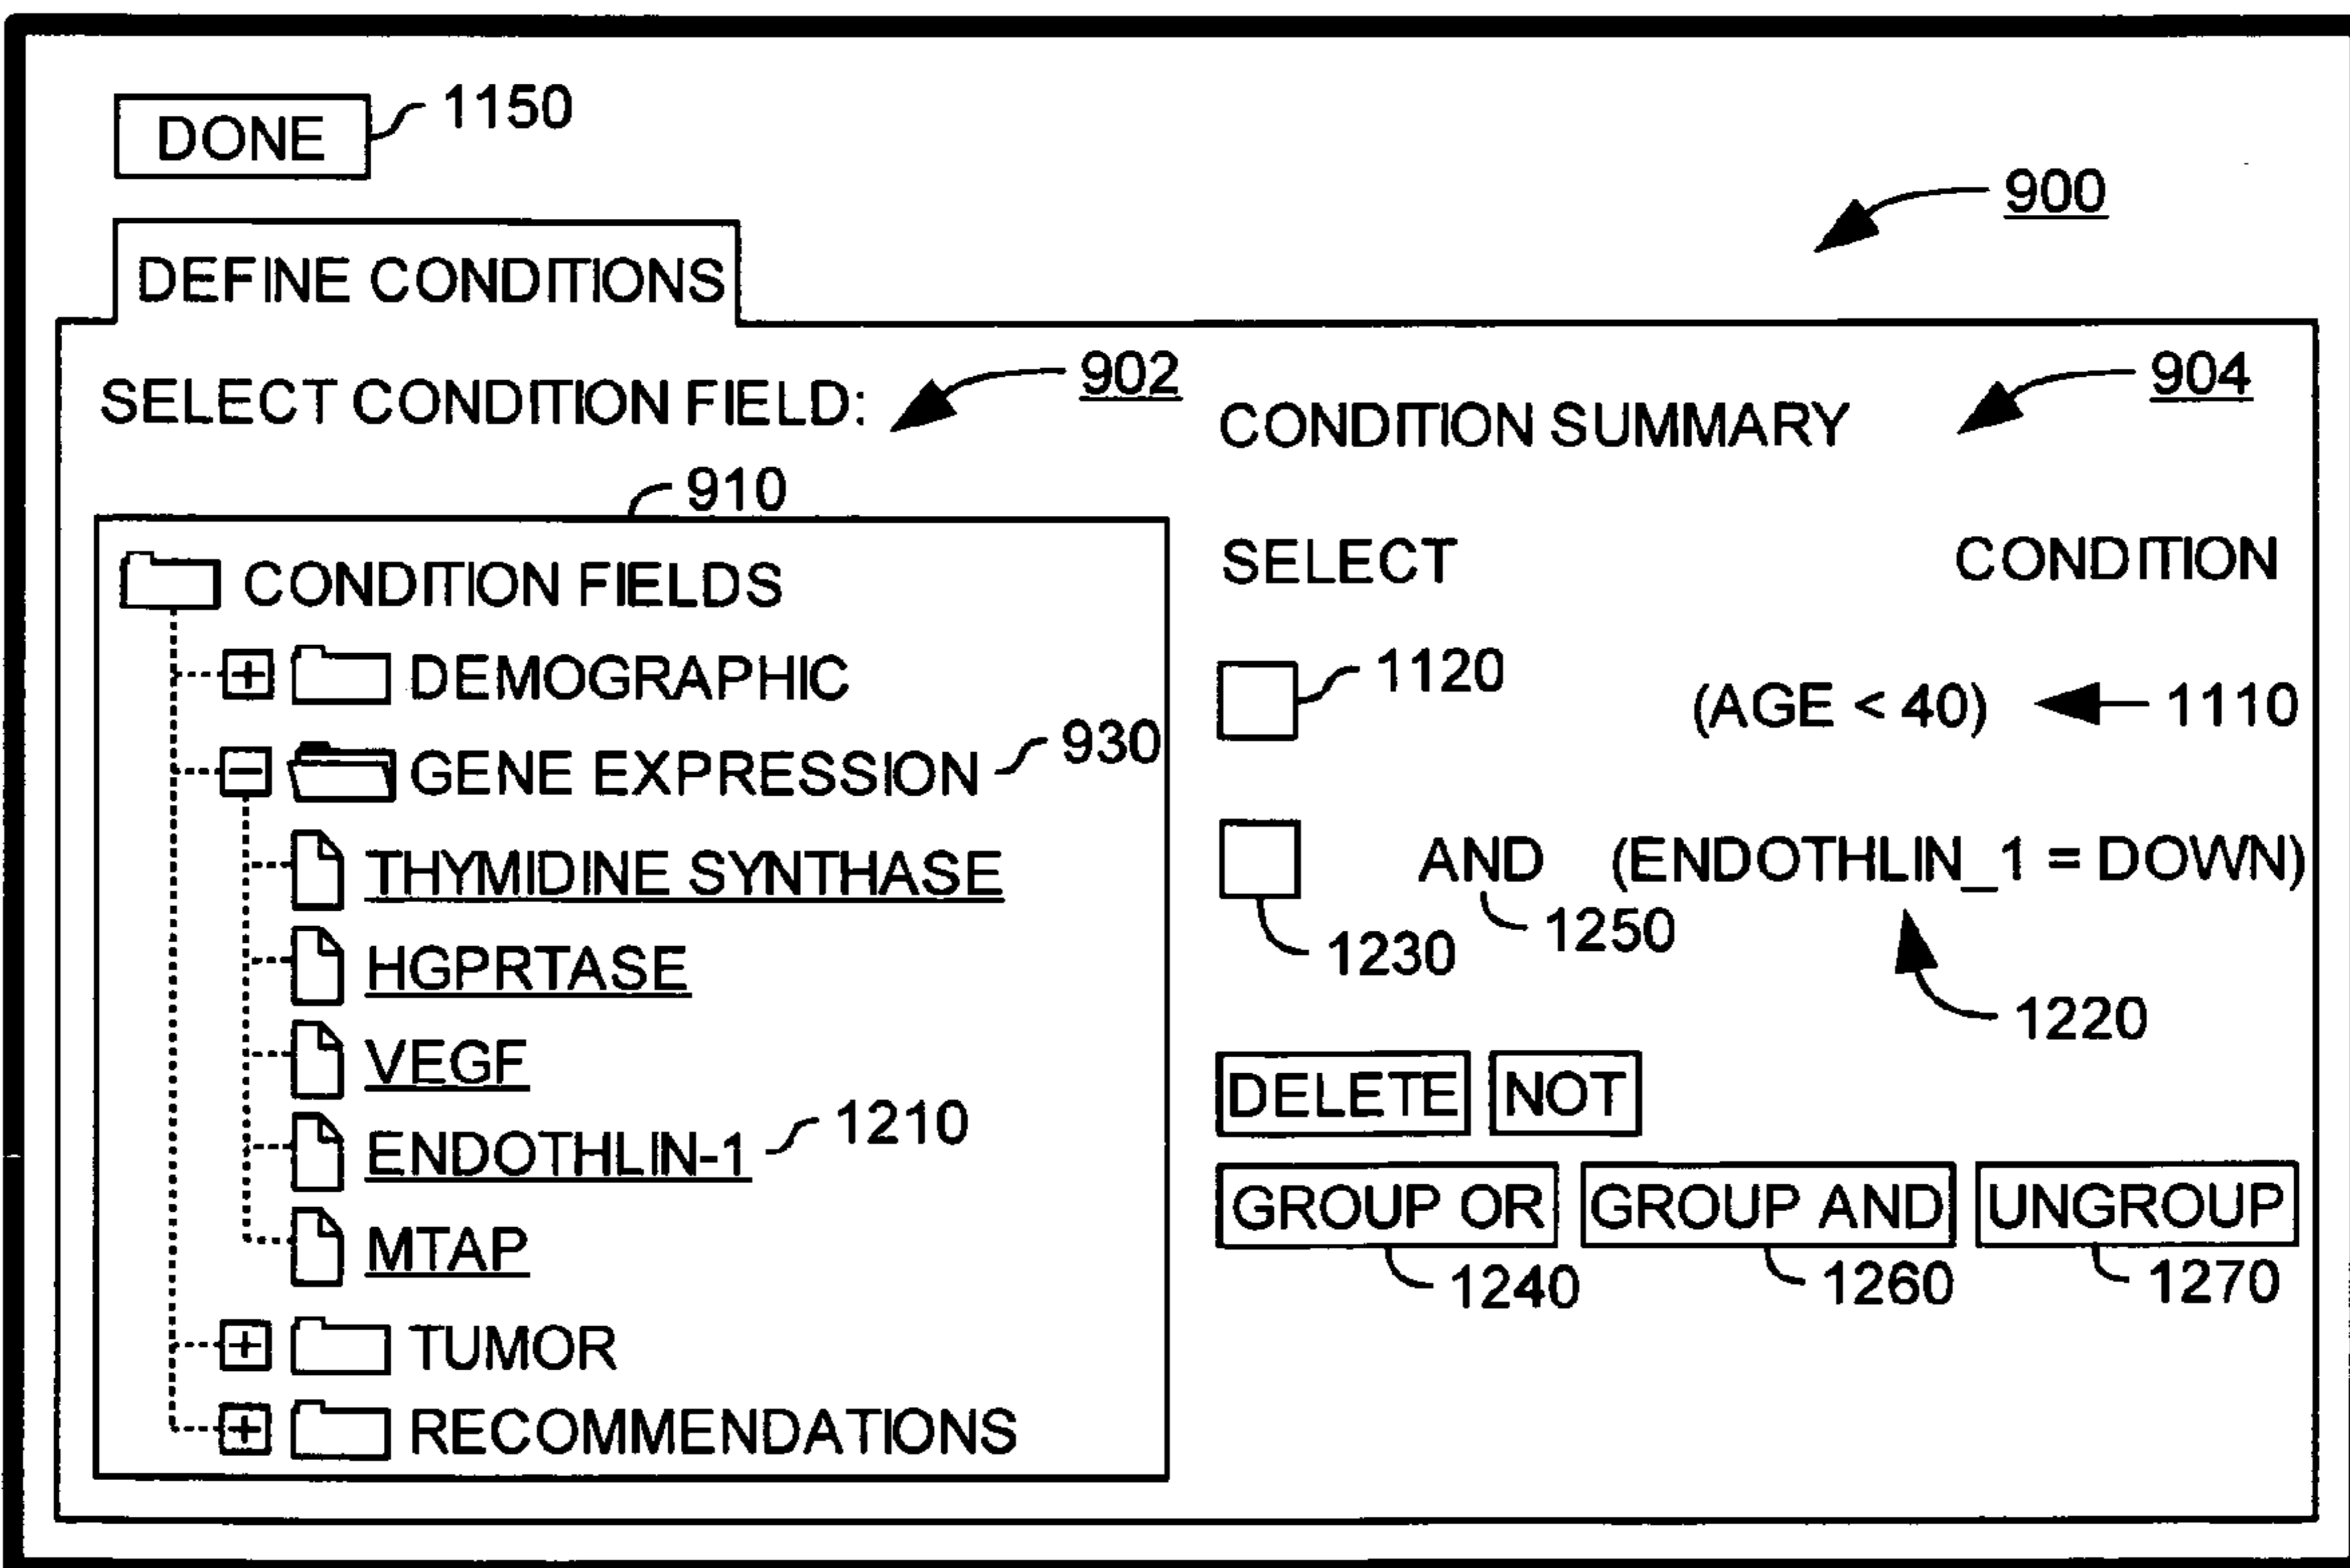 DONE 1150
900
DEFINE CONDITIONS
SELECT CONDITION FIELD: 902
910
CONDITION FIELDS
DEMOGRAPHIC
GENE EXPRESSION 930
THYMIDINE SYNTHASE
HGPRTASE
VEGF
ENDOTHLIN-1 1210
MTAP
TUMOR
RECOMMENDATIONS
904
CONDITION SUMMARY
SELECT CONDITION
1120 (AGE < 40) 1110
AND (ENDOTHLIN_1 = DOWN)
1230 1250
1220
DELETE NOT
GROUP OR GROUP AND UNGROUP
1240 1260 1270